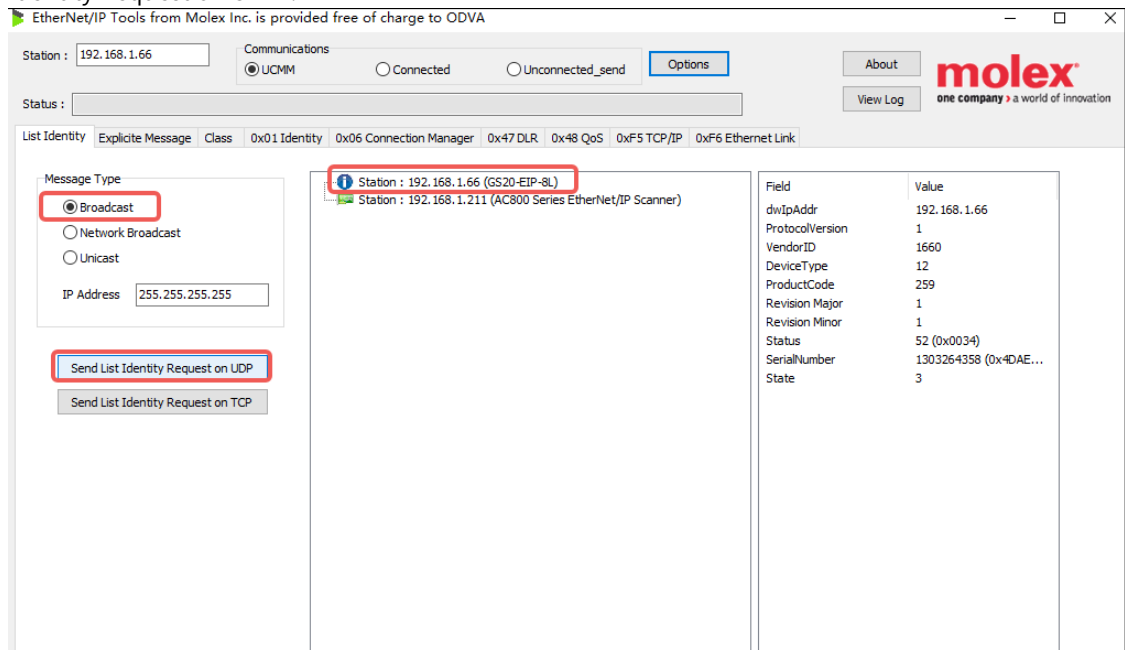 EtherNet/IP Tools from Molex Inc. is provided free of charge to ODVA
Station : 192.168.1.66
Communications
UCMM Connected Unconnected_send
Options
About
View Log
molex
one company > a world of innovation
Status :
List Identity Explicite Message Class 0x01 Identity 0x06 Connection Manager 0x47 DLR 0x48 QoS 0xF5 TCP/IP 0xF6 Ethernet Link
Message Type
Broadcast
Network Broadcast
Unicast
IP Address 255.255.255.255
Send List Identity Request on UDP
Send List Identity Request on TCP
Station : 192.168.1.66 (GS20-EIP-8L)
Station : 192.168.1.211 (AC800 Series EtherNet/IP Scanner)
Field Value
dwIpAddr 192.168.1.66
ProtocolVersion 1
VendorID 1660
DeviceType 12
ProductCode 259
Revision Major 1
Revision Minor 1
Status 52 (0x0034)
SerialNumber 1303264358 (0x4DAE...
State 3